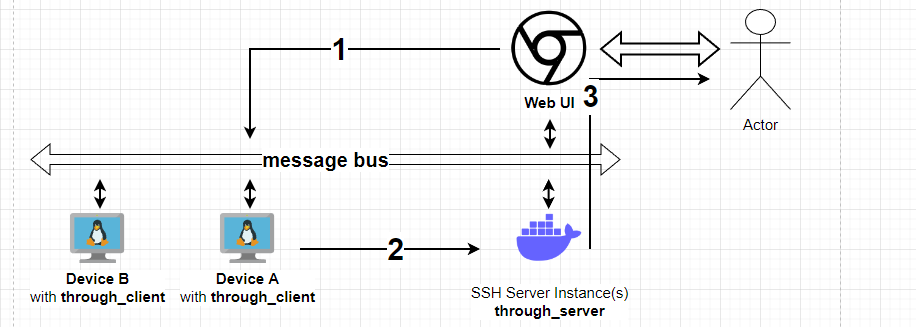 1
Web UI
3
Actor
message bus
2
Device B
with through_client
Device A
with through_client
SSH Server Instance(s)
through_server